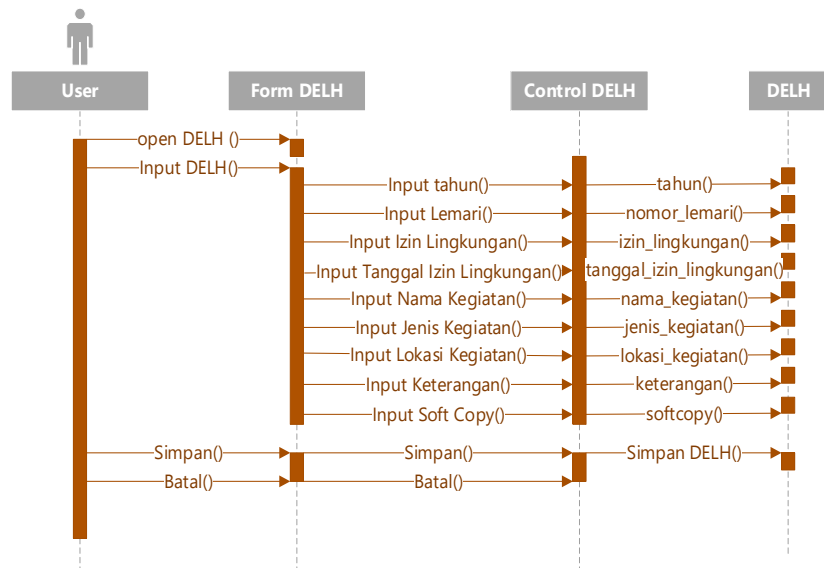 User Form DELH Control DELH DELH
open DELH ()
Input DELH()
Input tahun() tahun()
Input Lemari() nomor_lemari()
Input Izin Lingkungan() izin_lingkungan()
Input Tanggal Izin Lingkungan() tanggal_izin_lingkungan()
Input Nama Kegiatan() nama_kegiatan()
Input Jenis Kegiatan() jenis_kegiatan()
Input Lokasi Kegiatan() lokasi_kegiatan()
Input Keterangan() keterangan()
Input Soft Copy() softcopy()
Simpan() Simpan() Simpan DELH()
Batal() Batal()